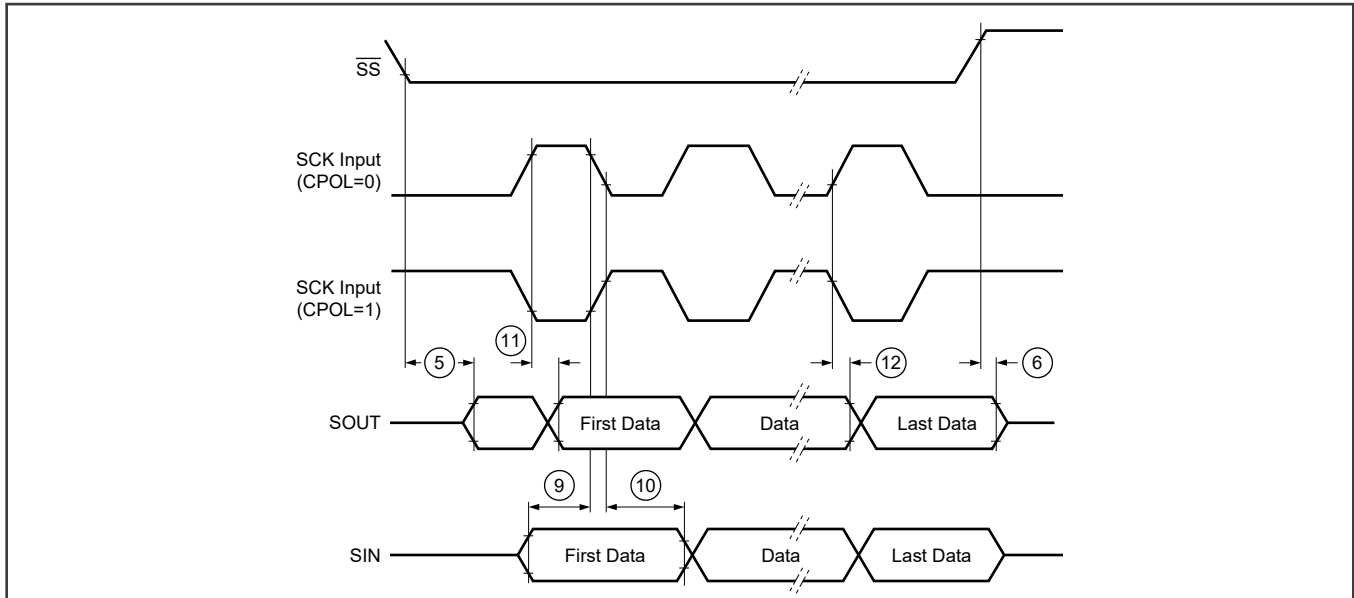 SS
SCK Input
(CPOL=0)
SCK Input
(CPOL=1)
11
5
12
6
SOUT
First Data
Data
Last Data
9
10
SIN
First Data
Data
Last Data